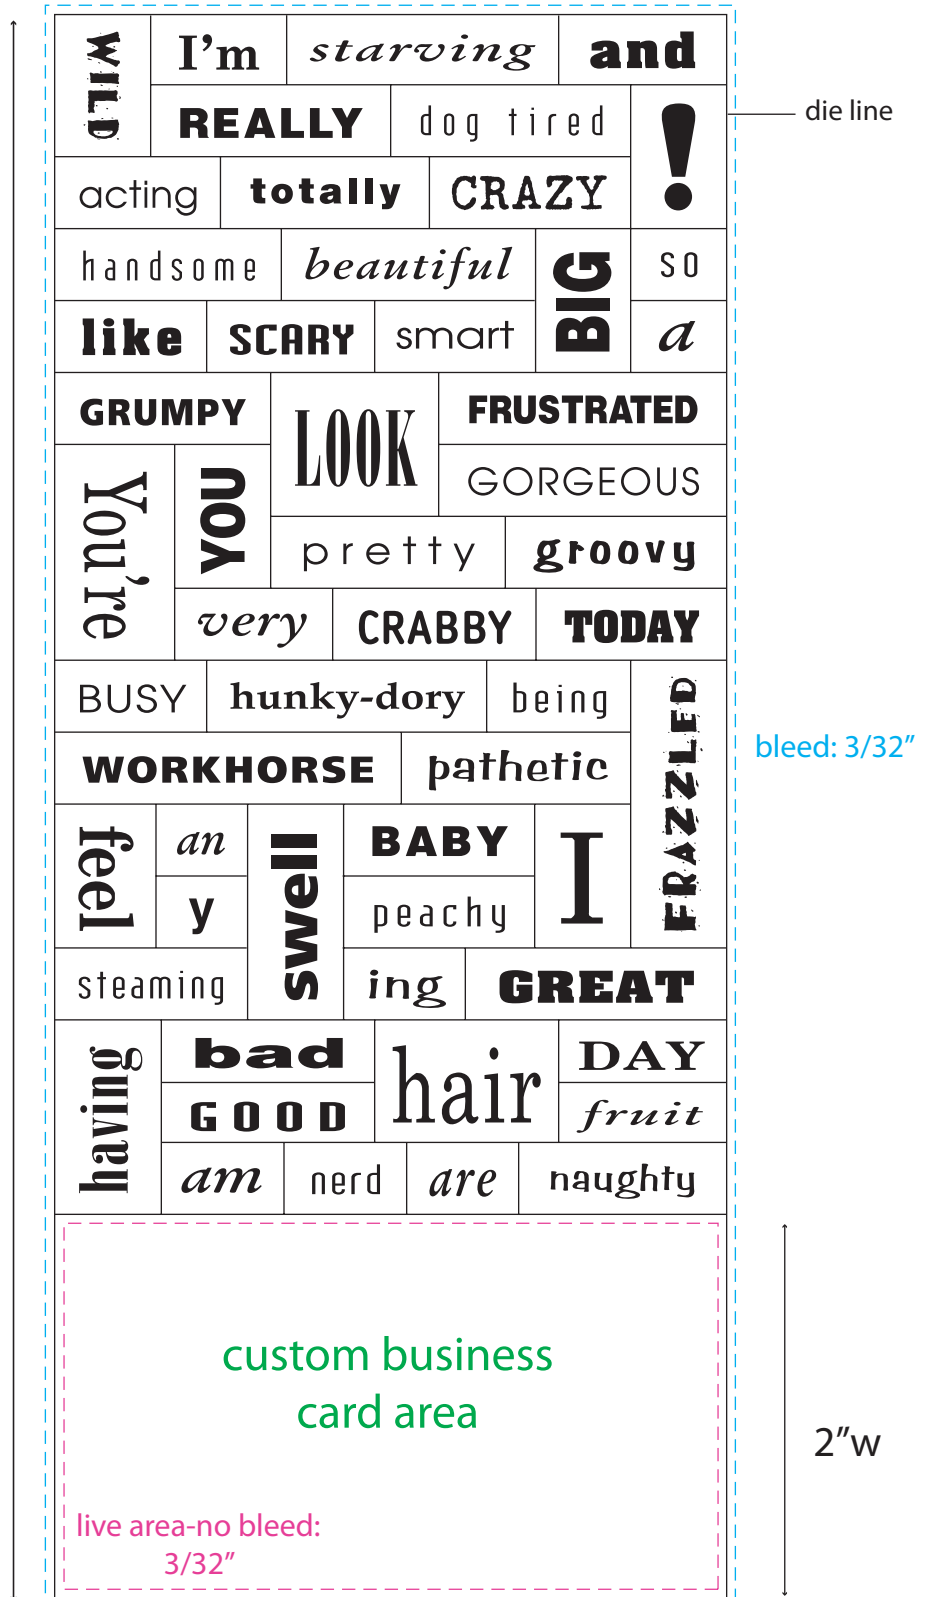 WILD I'm starving and
REALLY dog tired !
die line
acting totally CRAZY
handsome beautiful BIG so
like SCARY smart a
GRUMPY LOOK FRUSTRATED
You're YOU GORGEOUS
pretty groovy
very CRABBY TODAY
BUSY hunky-dory being FRAZZLED
bleed: 3/32”
WORKHORSE pathetic
feel an swell BABY I
y peachy
steaming ing GREAT
having bad hair DAY
GOOD fruit
am nerd are naughty
custom business
card area
2”w
live area-no bleed:
3/32”